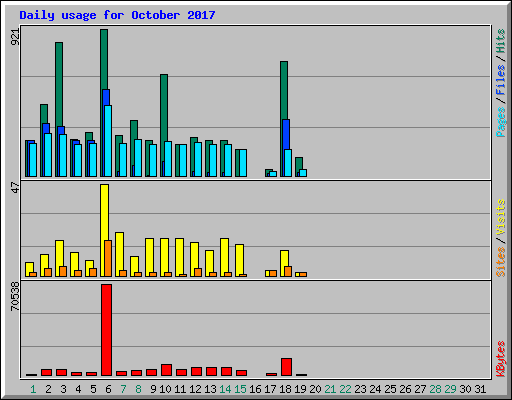 Daily usage for October 2017
921
Pages / Files / Hits
47
Sites / Visits
70538
KBytes
1 2 3 4 5 6 7 8 9 10 11 12 13 14 15 16 17 18 19 20 21 22 23 24 25 26 27 28 29 30 31